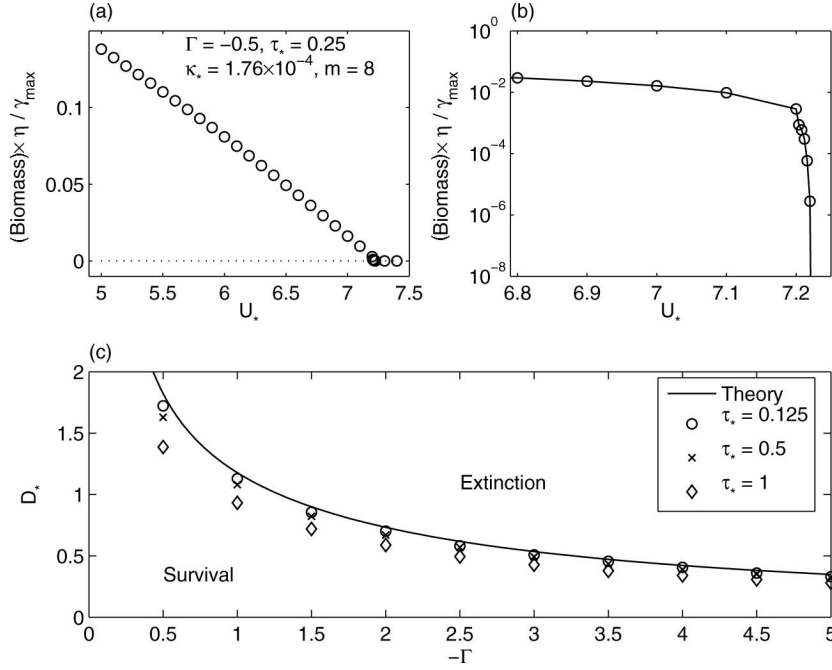 (a)
(Biomass)× η / γmax
0.1
0.05
0
Γ = −0.5, τ* = 0.25
κ* = 1.76×10−4, m = 8
5 5.5 6 6.5 7 7.5
U*
(b)
(Biomass)× η / γmax
10^0
10^−2
10^−4
10^−6
10^−8
6.8 6.9 7 7.1 7.2
U*
(c)
D*
2
1.5
1
0.5
0
Theory
τ* = 0.125
τ* = 0.5
τ* = 1
Extinction
Survival
0 0.5 1 1.5 2 2.5 3 3.5 4 4.5 5
−Γ